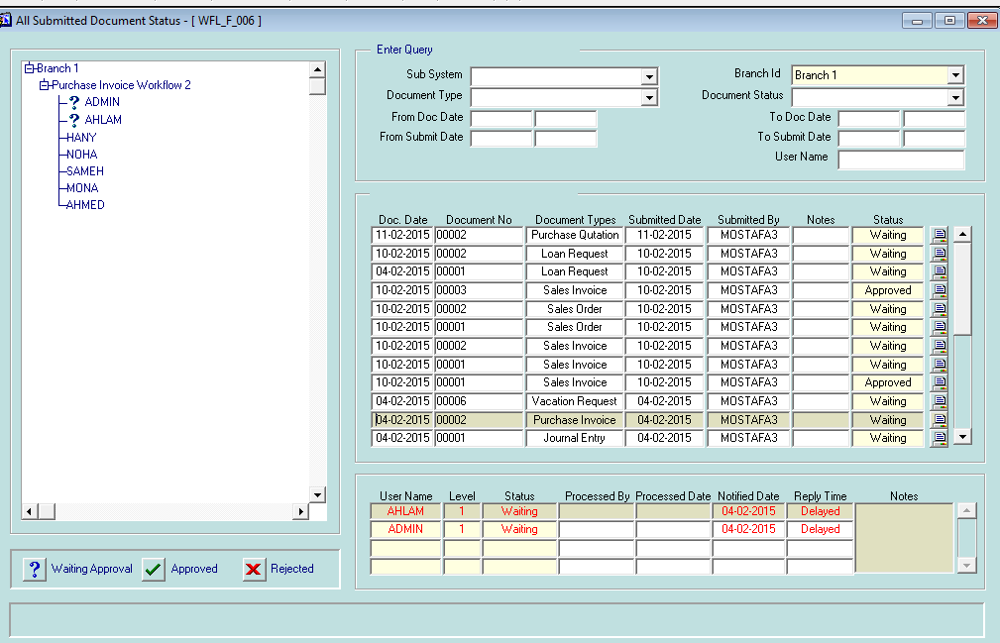 All Submitted Document Status - [ WFL_F_006 ]
Branch 1
Purchase Invoice Workflow 2
? ADMIN
? AHLAM
HANY
NOHA
SAMEH
MONA
AHMED
? Waiting Approval Approved Rejected
Enter Query
Sub System Branch Id Branch 1
Document Type Document Status
From Doc Date To Doc Date
From Submit Date To Submit Date
User Name
Doc. Date Document No Document Types Submitted Date Submitted By Notes Status
11-02-2015 00002 Purchase Qutation 11-02-2015 MOSTAFA3 Waiting
10-02-2015 00002 Loan Request 10-02-2015 MOSTAFA3 Waiting
04-02-2015 00001 Loan Request 10-02-2015 MOSTAFA3 Waiting
10-02-2015 00003 Sales Invoice 10-02-2015 MOSTAFA3 Approved
10-02-2015 00002 Sales Order 10-02-2015 MOSTAFA3 Waiting
10-02-2015 00001 Sales Order 10-02-2015 MOSTAFA3 Waiting
10-02-2015 00002 Sales Invoice 10-02-2015 MOSTAFA3 Waiting
10-02-2015 00001 Sales Invoice 10-02-2015 MOSTAFA3 Waiting
10-02-2015 00001 Sales Invoice 10-02-2015 MOSTAFA3 Approved
04-02-2015 00006 Vacation Request 04-02-2015 MOSTAFA3 Waiting
04-02-2015 00002 Purchase Invoice 04-02-2015 MOSTAFA3 Waiting
04-02-2015 00001 Journal Entry 04-02-2015 MOSTAFA3 Waiting
User Name Level Status Processed By Processed Date Notified Date Reply Time Notes
AHLAM 1 Waiting 04-02-2015 Delayed
ADMIN 1 Waiting 04-02-2015 Delayed